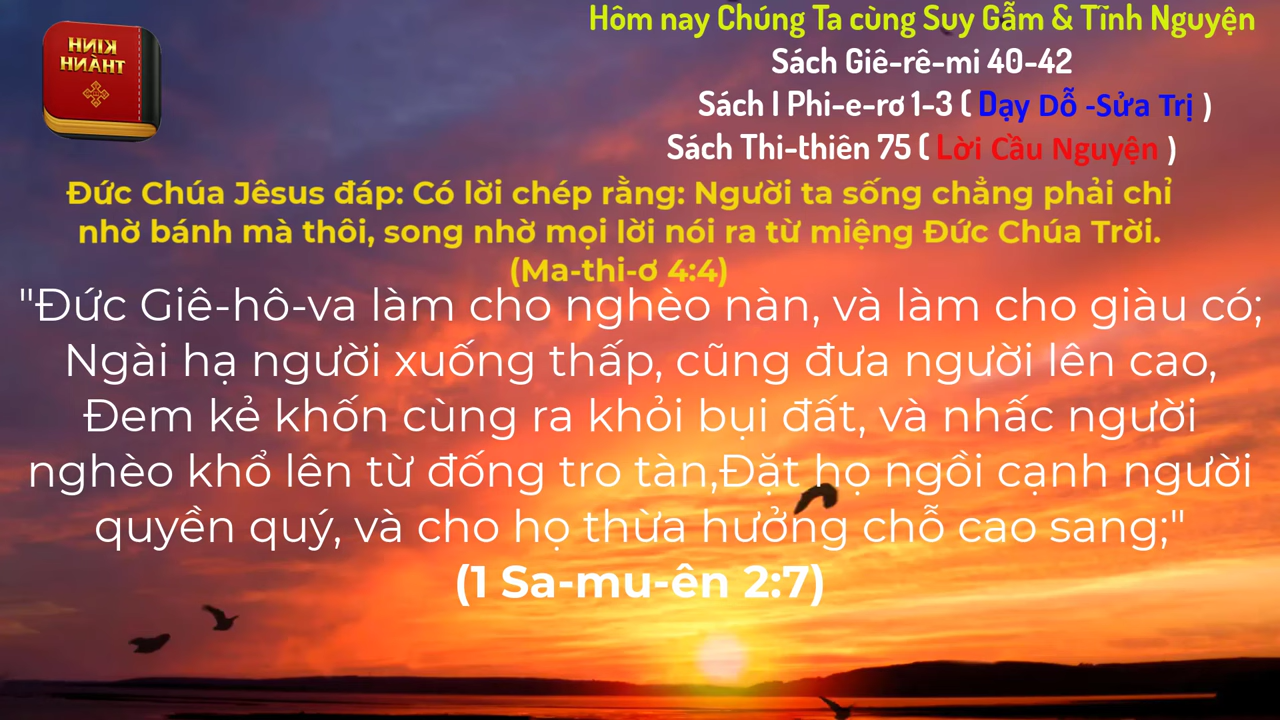 KINH
THÁNH
Hôm nay Chúng Ta cùng Suy Gẫm & Tĩnh Nguyện
Sách Giê-rê-mi 40-42
Sách I Phi-e-rơ 1-3 ( Dạy Dỗ -Sửa Trị )
Sách Thi-thiên 75 ( Lời Cầu Nguyện )
Đức Chúa Jêsus đáp: Có lời chép rằng: Người ta sống chẳng phải chỉ
nhờ bánh mà thôi, song nhờ mọi lời nói ra từ miệng Đức Chúa Trời.
(Ma-thi-ơ 4:4)
"Đức Giê-hô-va làm cho nghèo nàn, và làm cho giàu có;
Ngài hạ người xuống thấp, cũng đưa người lên cao,
Đem kẻ khốn cùng ra khỏi bụi đất, và nhấc người
nghèo khổ lên từ đống tro tàn,Đặt họ ngồi cạnh người
quyền quý, và cho họ thừa hưởng chỗ cao sang;"
(1 Sa-mu-ên 2:7)